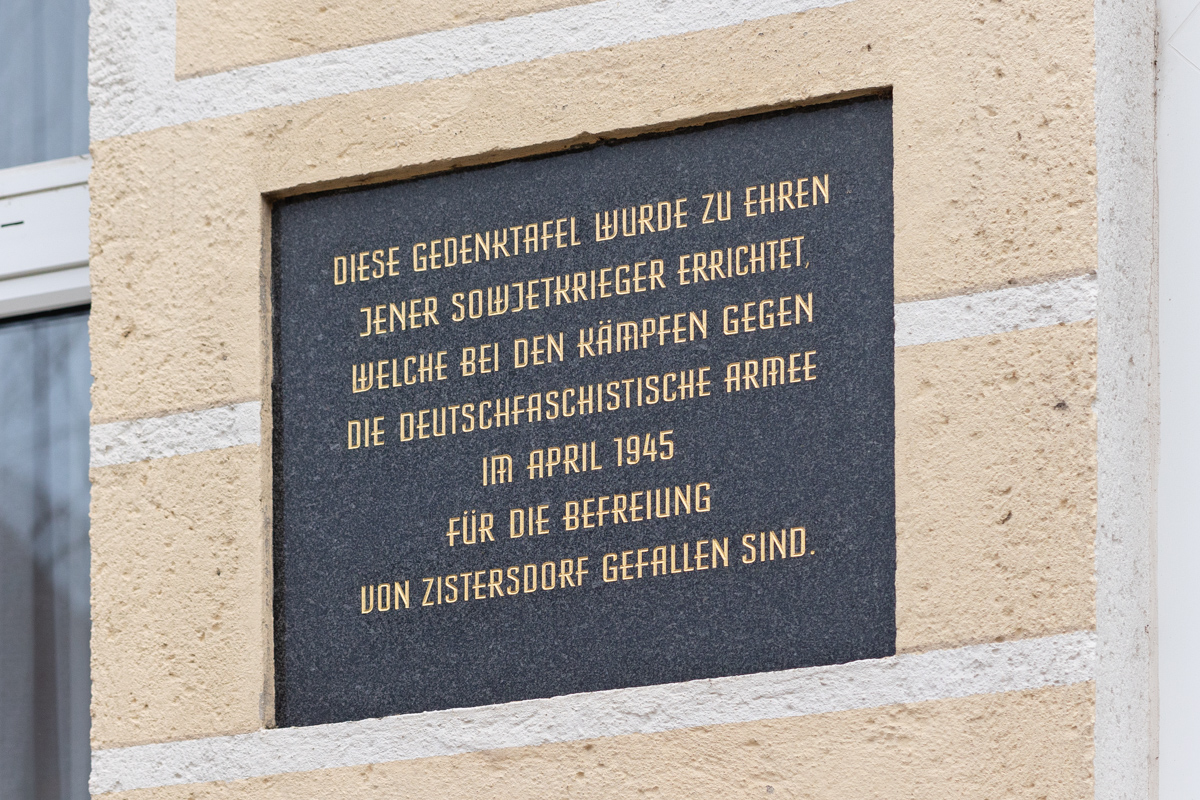 DIESE GEDENKTAFEL WURDE ZU EHREN
JENER SOWJETKRIEGER ERRICHTET,
WELCHE BEI DEN KÄMPFEN GEGEN
DIE DEUTSCHFASCHISTISCHE ARMEE
IM APRIL 1945
FÜR DIE BEFREIUNG
VON ZISTERSDORF GEFALLEN SIND.